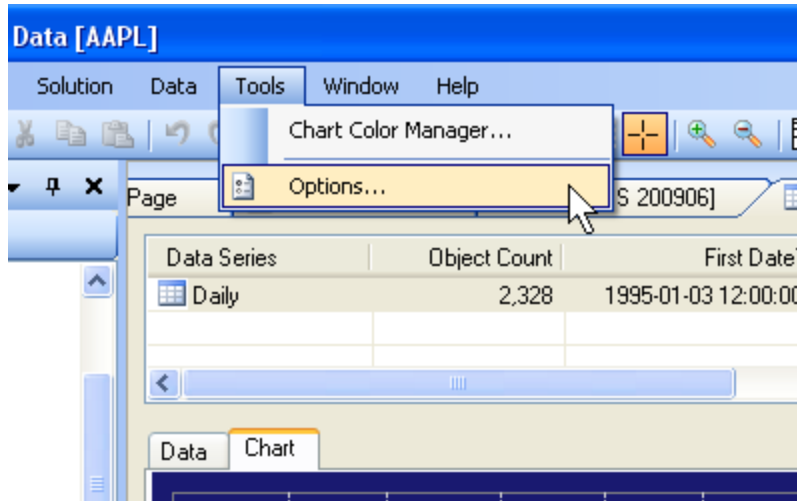 Data [AAPL]
Solution Data Tools Window Help
Chart Color Manager...
Options...
Page S 200906]
Data Series Object Count First Date
Daily 2,328 1995-01-03 12:00:00
Data Chart